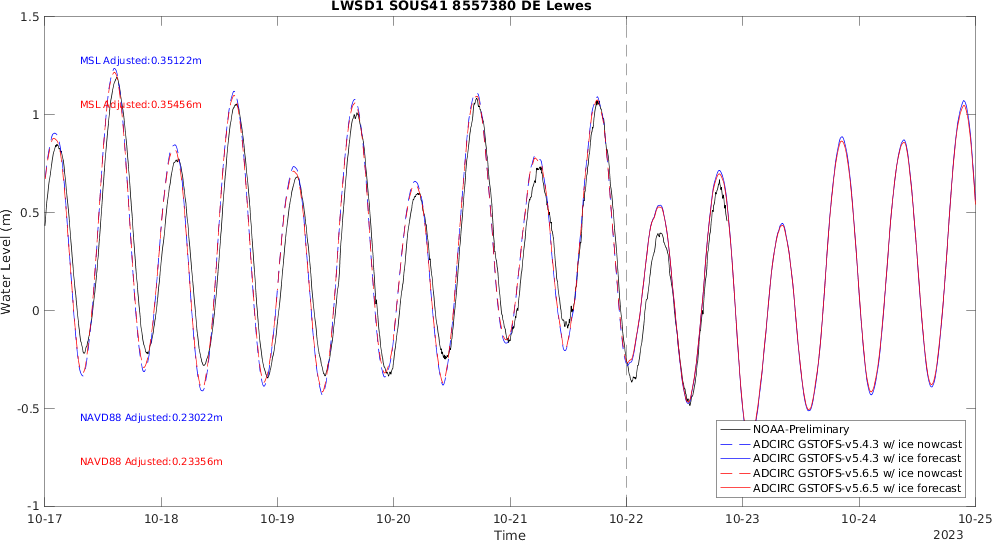 LWSD1 SOUS41 8557380 DE Lewes
1.5
MSL Adjusted:0.35122m
MSL Adjusted:0.35456m
1
0.5
Water Level (m)
0
-0.5
NAVD88 Adjusted:0.23022m
NAVD88 Adjusted:0.23356m
NOAA-Preliminary
ADCIRC GSTOFS-v5.4.3 w/ ice nowcast
ADCIRC GSTOFS-v5.4.3 w/ ice forecast
ADCIRC GSTOFS-v5.6.5 w/ ice nowcast
ADCIRC GSTOFS-v5.6.5 w/ ice forecast
-1
10-17 10-18 10-19 10-20 10-21 10-22 10-23 10-24 10-25
Time
2023